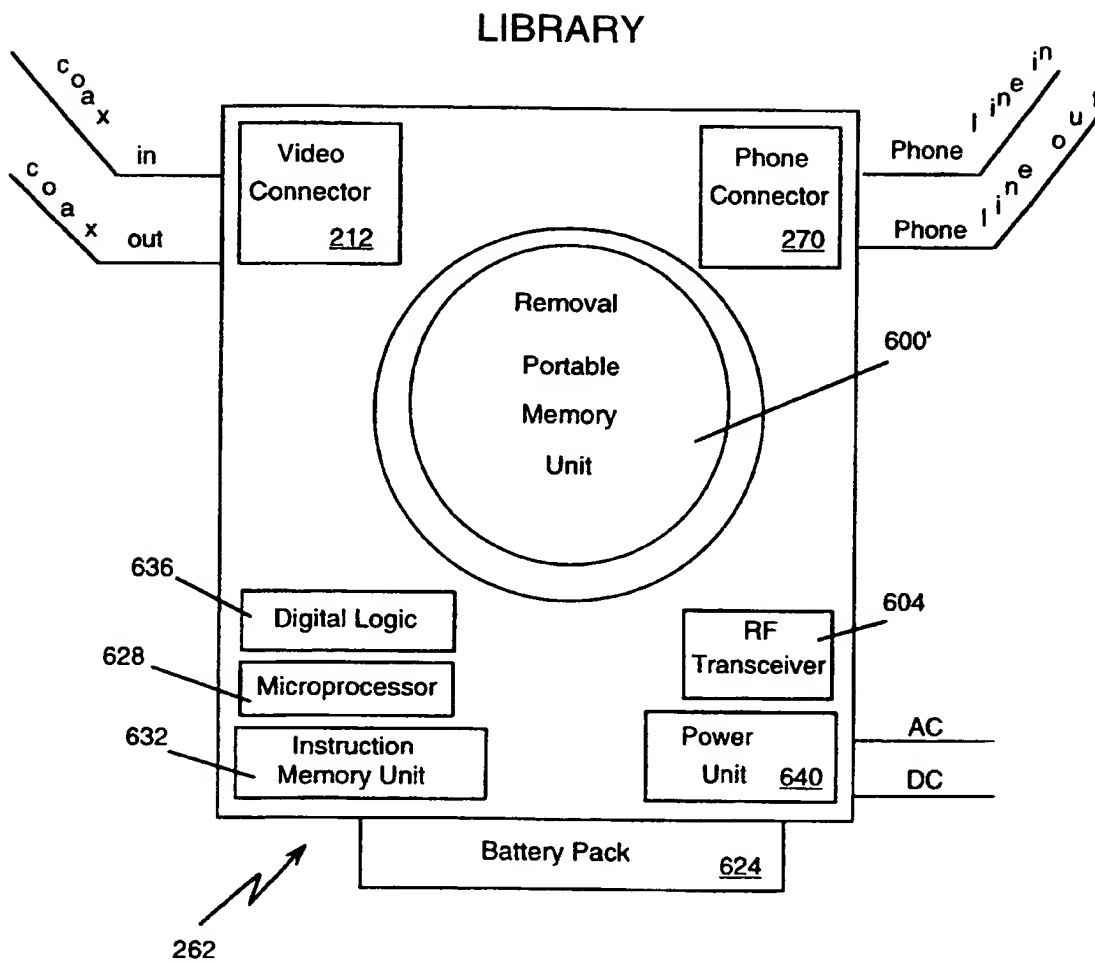 LIBRARY
coax
in
coax
out
Video
Connector
212
Phone
Connector
270
Phone line in
Phone line out
Removal
Portable
Memory
Unit
600'
636
Digital Logic
628
Microprocessor
632
Instruction
Memory Unit
604
RF
Transceiver
Power
Unit
640
AC
DC
Battery Pack
624
262